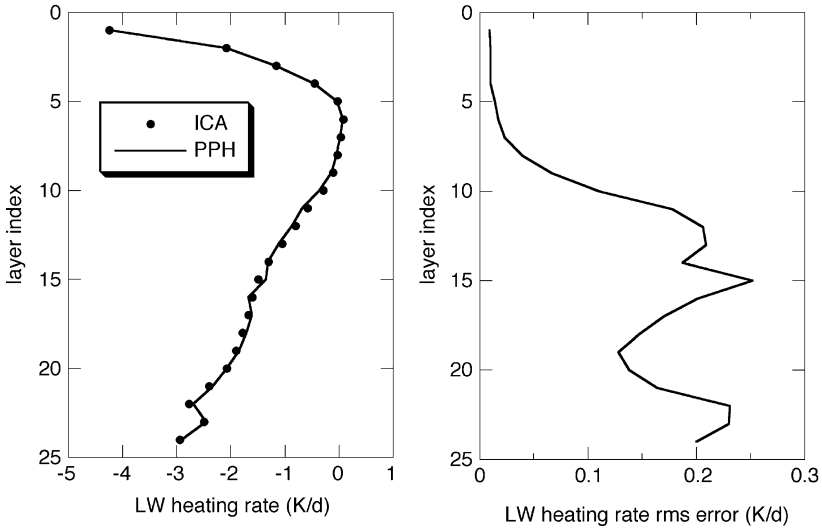 0
5
10
15
20
25
layer index
-5 -4 -3 -2 -1 0 1
LW heating rate (K/d)
ICA
PPH
0
5
10
15
20
25
layer index
0 0.1 0.2 0.3
LW heating rate rms error (K/d)